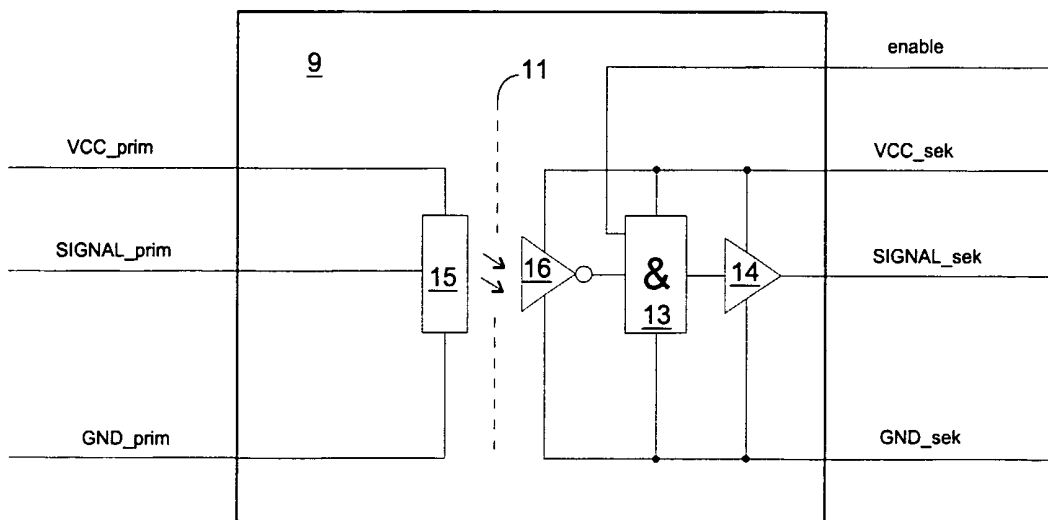 enable
9
11
VCC_prim
VCC_sek
SIGNAL_prim
15
16
&
13
14
SIGNAL_sek
GND_prim
GND_sek